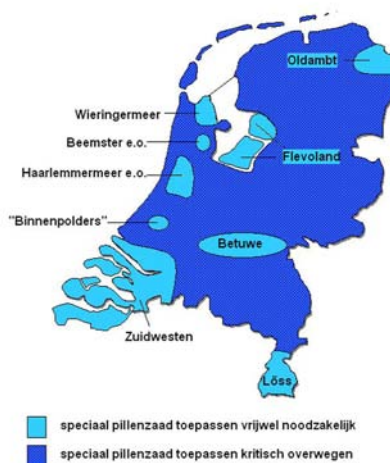 Oldambt
Wieringermeer
Beemster e.o.
Flevoland
Haarlemmermeer e.o.
"Binnenpolders"
Betuwe
Zuidwesten
Löss
speciaal pillenzaad toepassen vrijwel noodzakelijk
speciaal pillenzaad toepassen kritisch overwegen